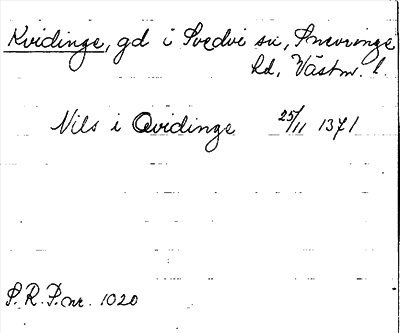 Kvidinge, gd i Svedvi sn, Snevringe
hd, Västm. l.
Nils i Qvidinge 25/11 1371
S.R.P. nr. 1020